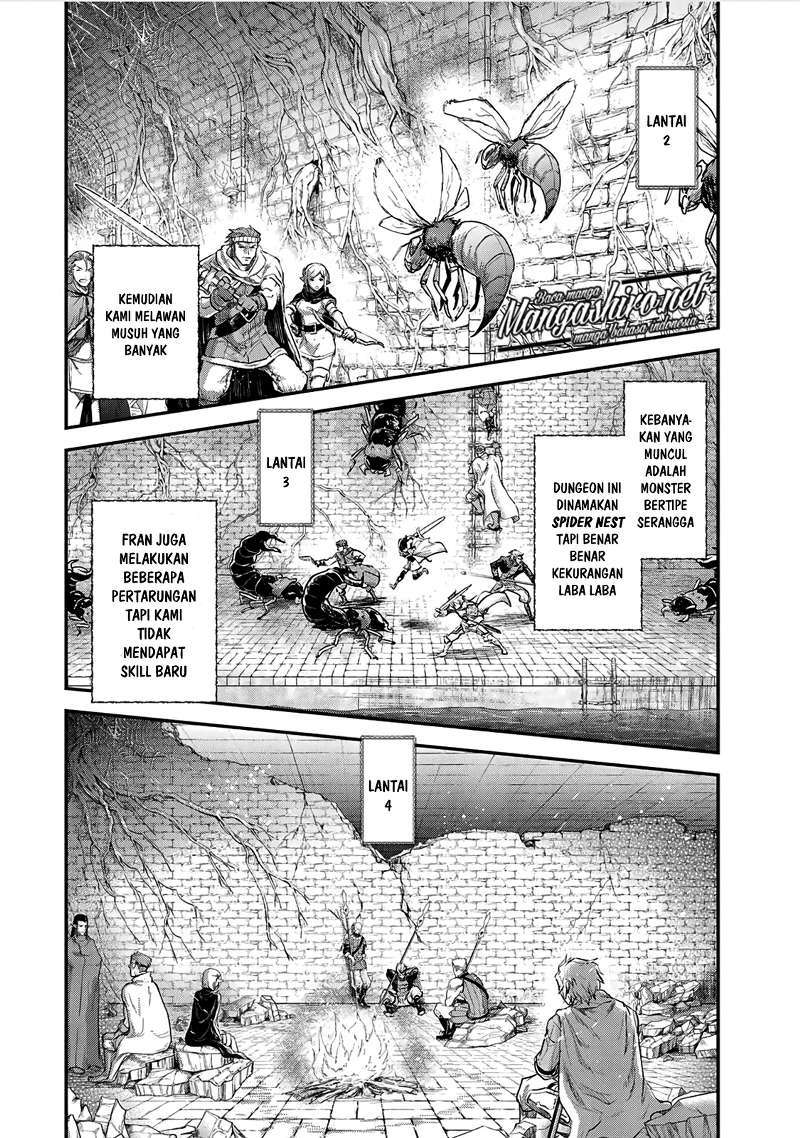 LANTAI
2
KEMUDIAN
KAMI MELAWAN
MUSUH YANG
BANYAK
Baca manga
Mangashiro.net
manga bahasa indonesia
KEBANYA-
KAN YANG
MUNCUL
ADALAH
MONSTER
BERTIPE
SERANGGA
DUNGEON INI
DINAMAKAN
SPIDER NEST
TAPI BENAR
BENAR
KEKURANGAN
LABA LABA
LANTAI
3
FRAN JUGA
MELAKUKAN
BEBERAPA
PERTARUNGAN
TAPI KAMI
TIDAK
MENDAPAT
SKILL BARU
LANTAI
4